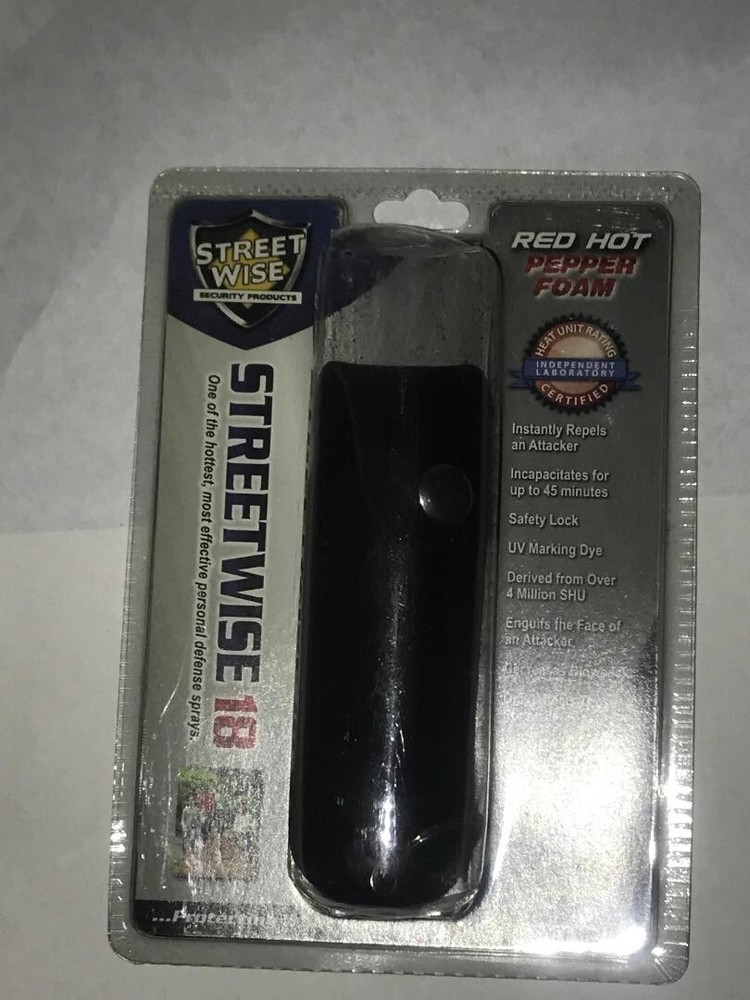 STREET
WISE
SECURITY PRODUCTS
STREETWISE 18
One of the hottest, most effective personal defense sprays.
RED HOT
PEPPER
FOAM
HEAT UNIT RATING
INDEPENDENT
LABORATORY
CERTIFIED
Instantly Repels
an Attacker
Incapacitates for
up to 45 minutes
Safety Lock
UV Marking Dye
Derived from Over
4 Million SHU
Engulfs the Face of
an Attacker